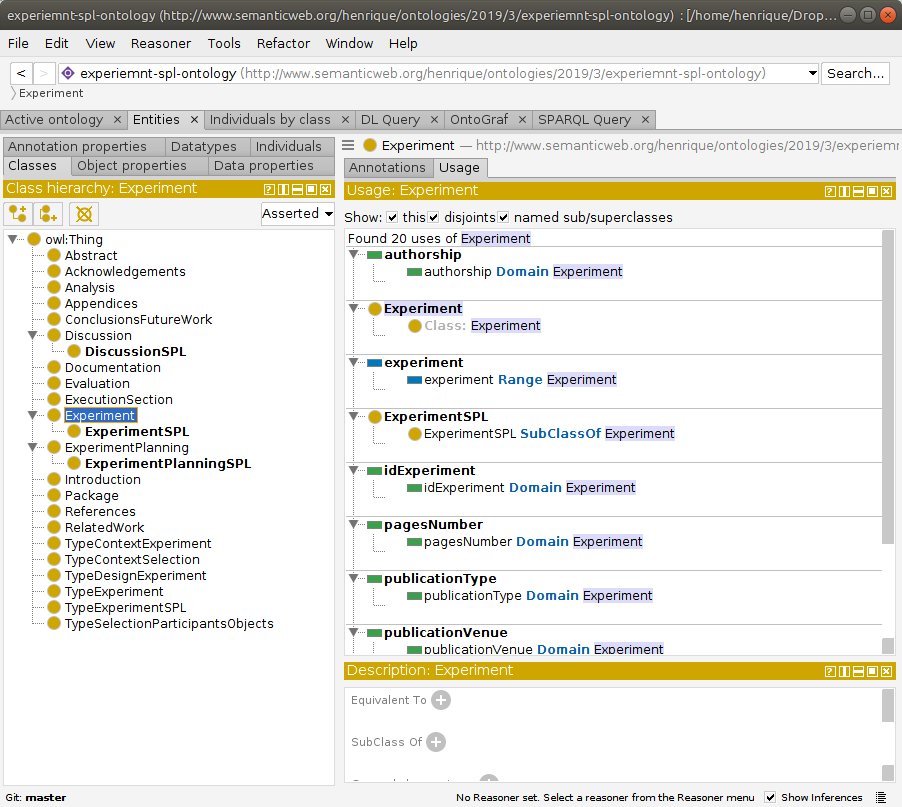 experiemnt-spl-ontology (http://www.semanticweb.org/henrique/ontologies/2019/3/experiemnt-spl-ontology) : [/home/henrique/Drop...
File Edit View Reasoner Tools Refactor Window Help
< > experiemnt-spl-ontology (http://www.semanticweb.org/henrique/ontologies/2019/3/experiemnt-spl-ontology) Search...
Experiment
Active ontology × Entities × Individuals by class × DL Query × OntoGraf × SPARQL Query ×
Annotation properties Datatypes Individuals
Classes Object properties Data properties
Class hierarchy: Experiment
Asserted
owl:Thing
Abstract
Acknowledgements
Analysis
Appendices
ConclusionsFutureWork
Discussion
DiscussionSPL
Documentation
Evaluation
ExecutionSection
Experiment
ExperimentSPL
ExperimentPlanning
ExperimentPlanningSPL
Introduction
Package
References
RelatedWork
TypeContextExperiment
TypeContextSelection
TypeDesignExperiment
TypeExperiment
TypeExperimentSPL
TypeSelectionParticipantsObjects
Experiment — http://www.semanticweb.org/henrique/ontologies/2019/3/experiem
Annotations Usage
Usage: Experiment
Show: this disjoints named sub/superclasses
Found 20 uses of Experiment
authorship
authorship Domain Experiment
Experiment
Class: Experiment
experiment
experiment Range Experiment
ExperimentSPL
ExperimentSPL SubClassOf Experiment
idExperiment
idExperiment Domain Experiment
pagesNumber
pagesNumber Domain Experiment
publicationType
publicationType Domain Experiment
publicationVenue
publicationVenue Domain Experiment
Description: Experiment
Equivalent To
SubClass Of
Git: master
No Reasoner set. Select a reasoner from the Reasoner menu Show Inferences